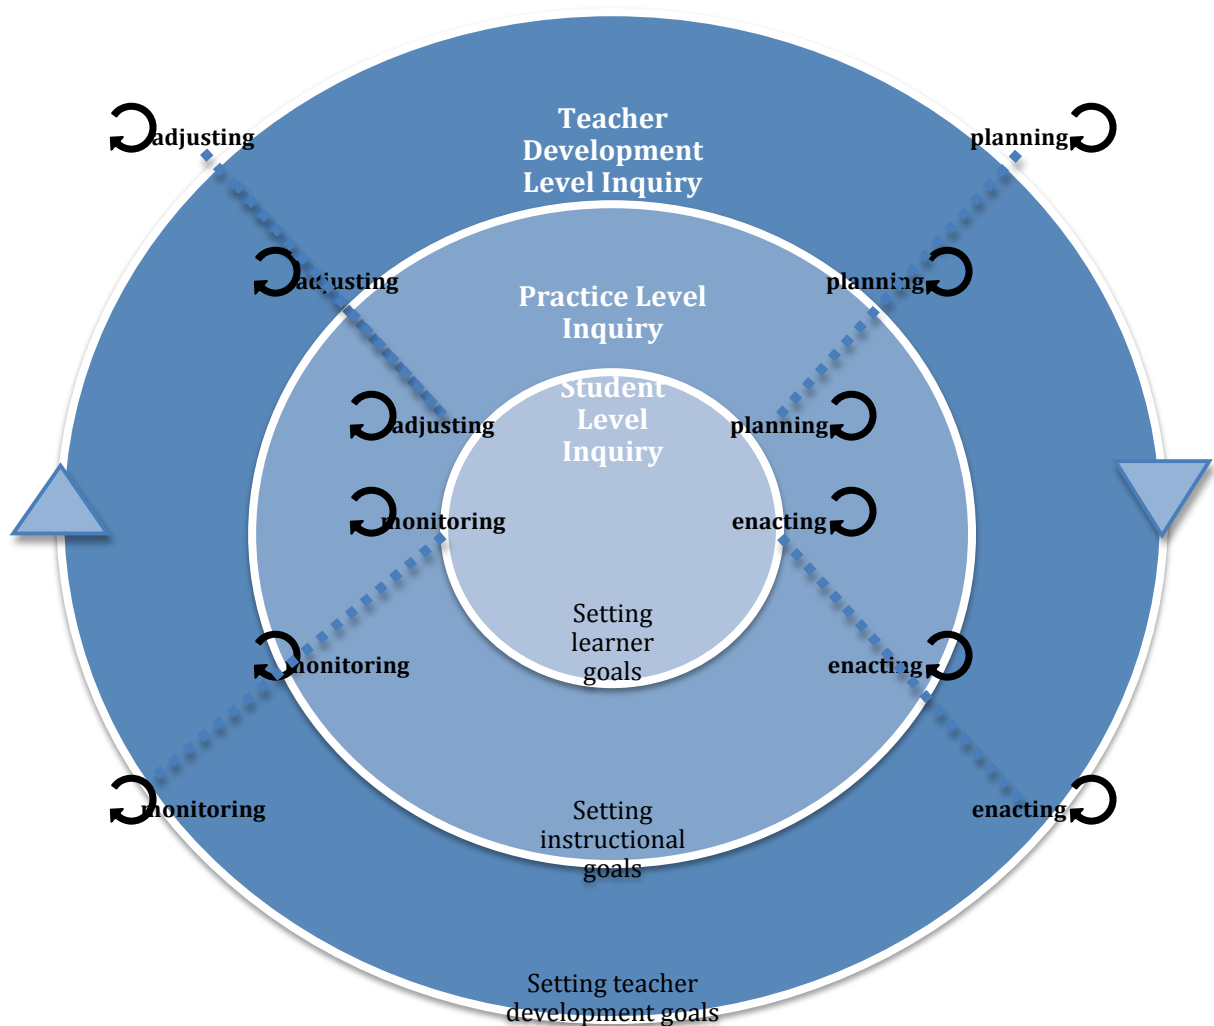 Teacher
Development
Level Inquiry
adjusting
planning
adjusting
planning
Practice Level
Inquiry
Student
Level
Inquiry
adjusting
planning
monitoring
enacting
Setting
learner
goals
monitoring
enacting
monitoring
enacting
Setting
instructional
goals
Setting teacher
development goals